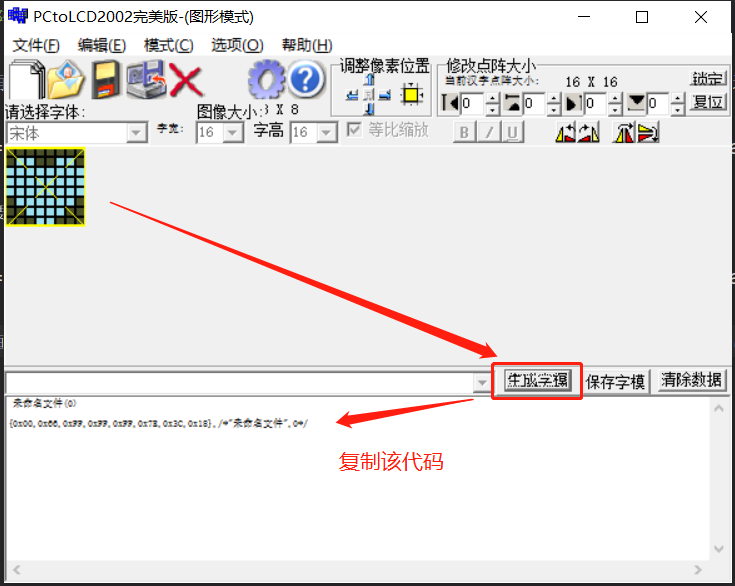 PCtoLCD2002完美版-(图形模式)
文件(F) 编辑(E) 模式(C) 选项(O) 帮助(H)
调整像素位置
修改点阵大小
当前汉字点阵大小: 16 X 16
锁定
0 0 0 0
复位
请选择字体:
图像大小: X 8
宋体
字宽: 16
字高 16
等比缩放
B I U
生成字模
保存字模
清除数据
未命名文件(0)
{0x00,0x66,0xFF,0xFF,0xFF,0x7E,0x3C,0x18},/*"未命名文件",0*/
复制该代码